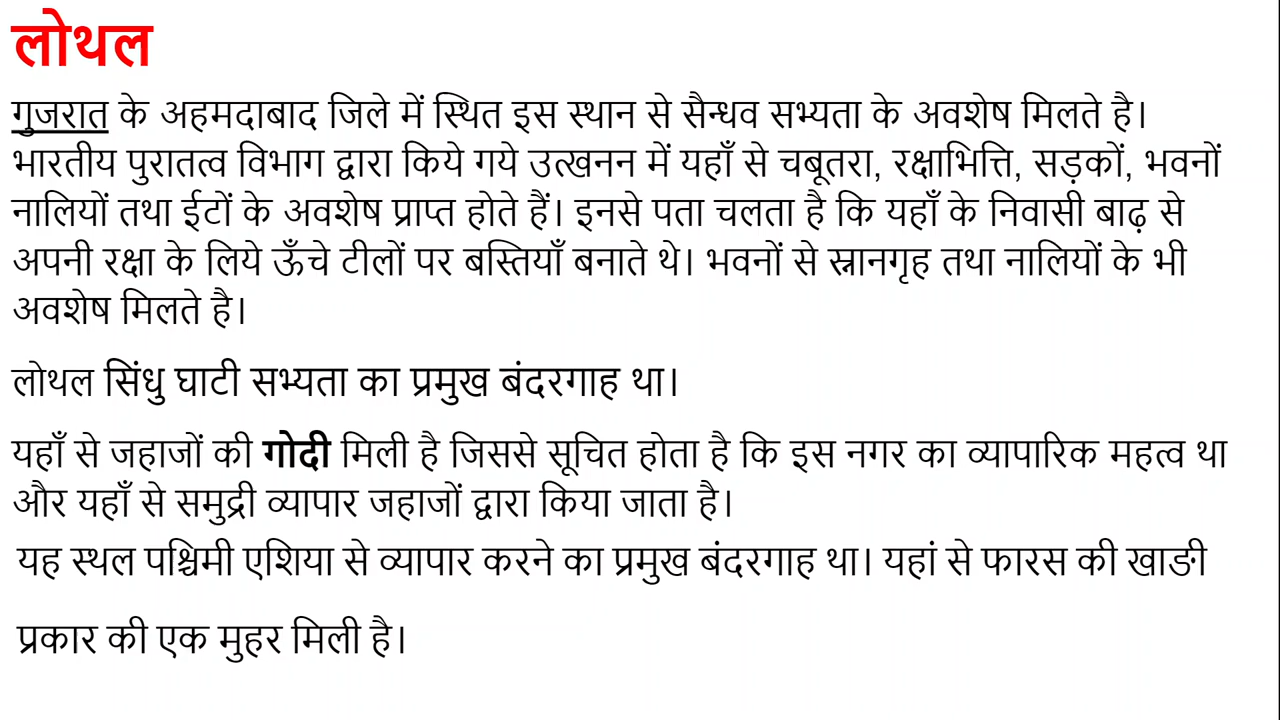 लोथल
गुजरात के अहमदाबाद जिले में स्थित इस स्थान से सैन्धव सभ्यता के अवशेष मिलते है।
भारतीय पुरातत्व विभाग द्वारा किये गये उत्खनन में यहाँ से चबूतरा, रक्षाभित्ति, सड़कों, भवनों
नालियों तथा ईटों के अवशेष प्राप्त होते हैं। इनसे पता चलता है कि यहाँ के निवासी बाढ़ से
अपनी रक्षा के लिये ऊँचे टीलों पर बस्तियाँ बनाते थे। भवनों से स्नानगृह तथा नालियों के भी
अवशेष मिलते है।
लोथल सिंधु घाटी सभ्यता का प्रमुख बंदरगाह था।
यहाँ से जहाजों की गोदी मिली है जिससे सूचित होता है कि इस नगर का व्यापारिक महत्व था
और यहाँ से समुद्री व्यापार जहाजों द्वारा किया जाता है।
यह स्थल पश्चिमी एशिया से व्यापार करने का प्रमुख बंदरगाह था। यहां से फारस की खाङी
प्रकार की एक मुहर मिली है।